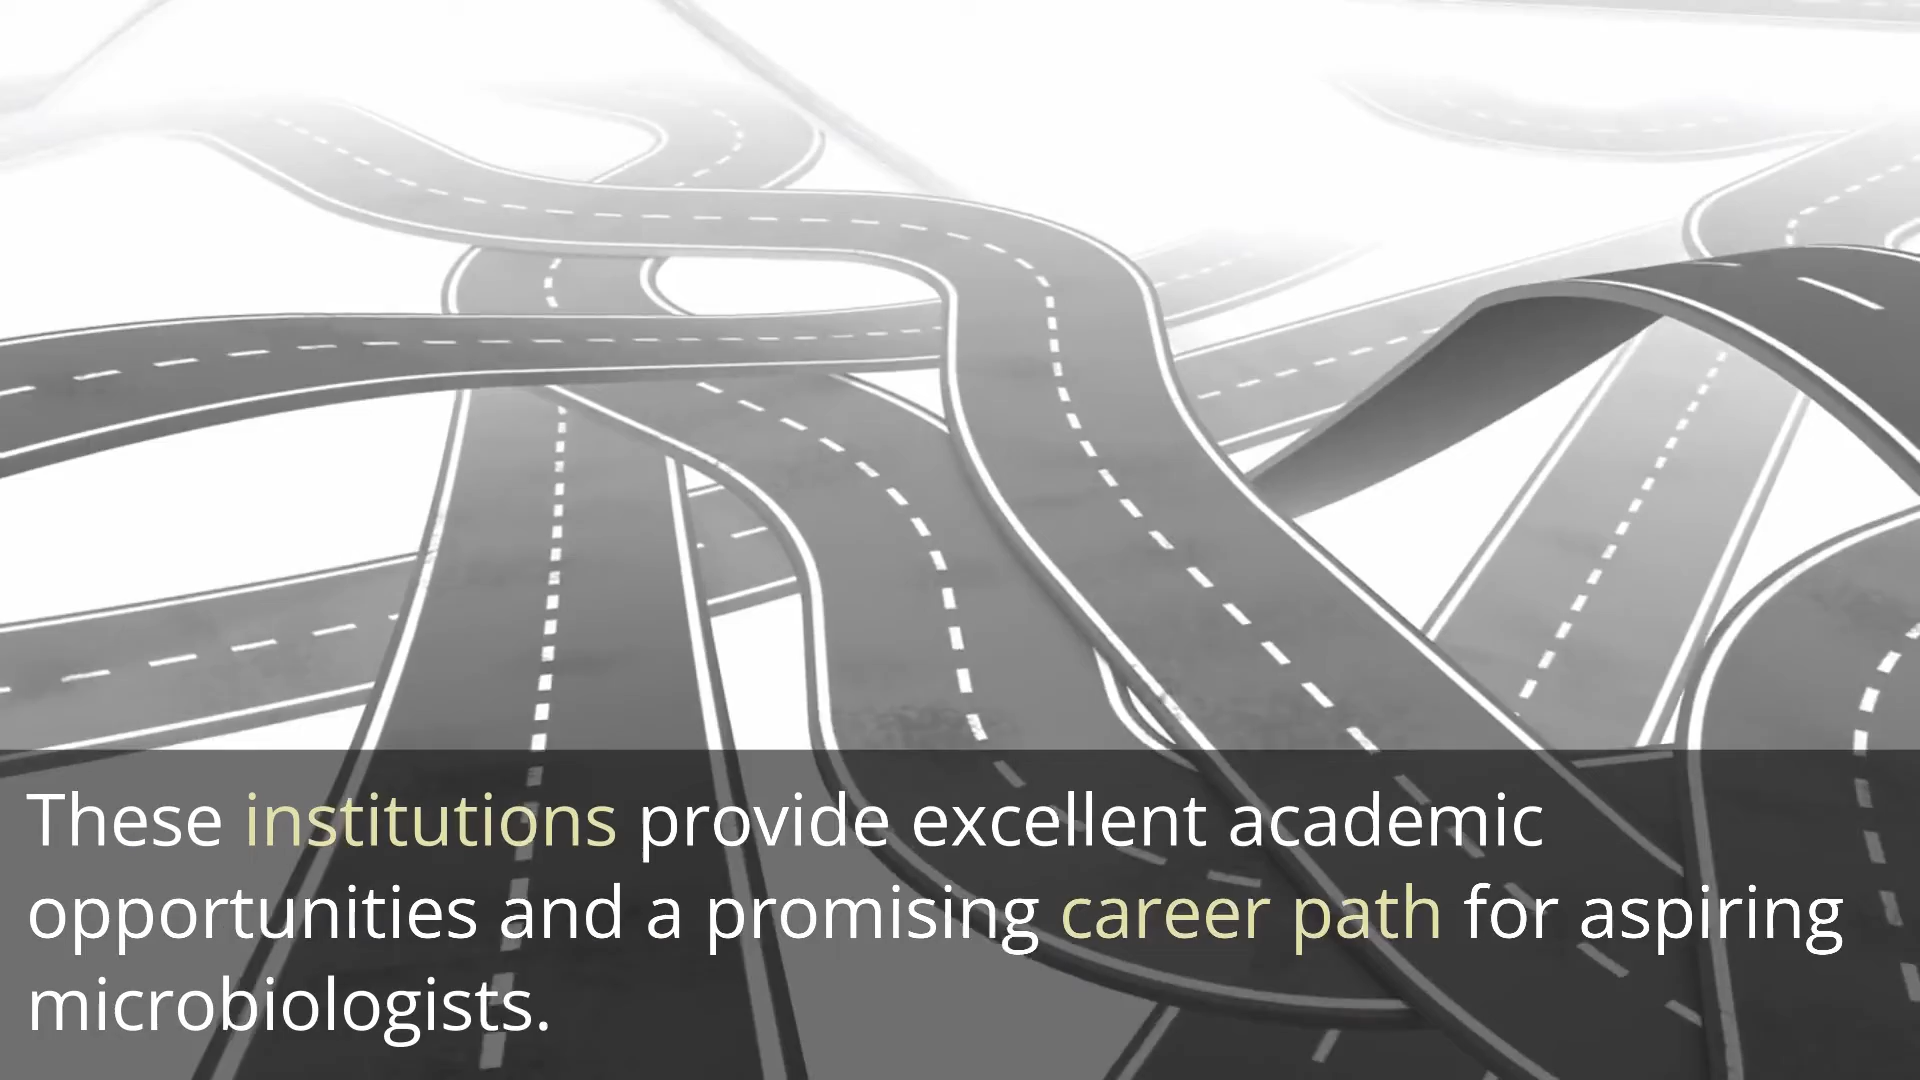 These institutions provide excellent academic
opportunities and a promising career path for aspiring
microbiologists.